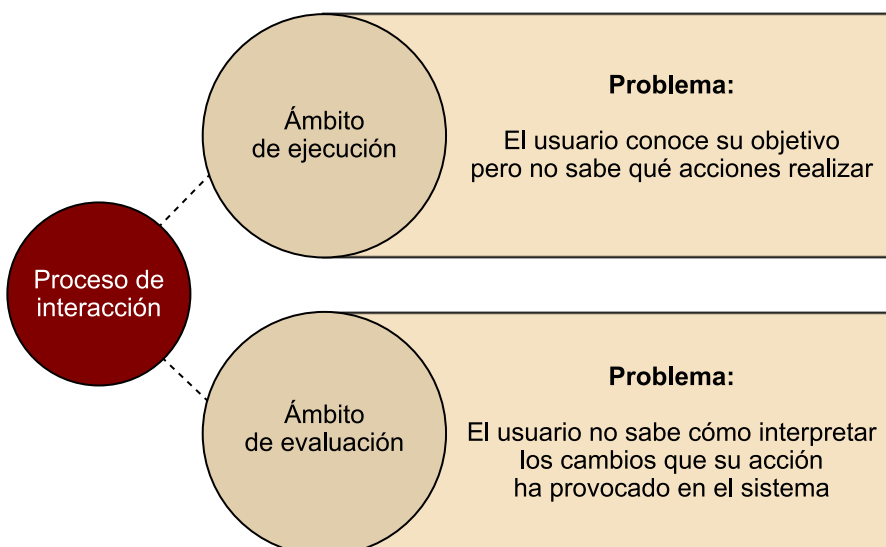 Proceso de
interacción
Ámbito
de ejecución
Problema:
El usuario conoce su objetivo
pero no sabe qué acciones realizar
Ámbito
de evaluación
Problema:
El usuario no sabe cómo interpretar
los cambios que su acción
ha provocado en el sistema